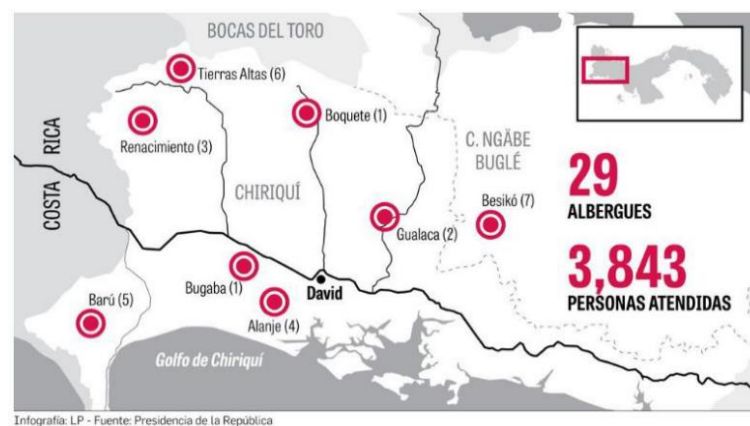 BOCAS DEL TORO
Tierras Altas (6)
Boquete (1)
Renacimiento (3)
COSTA RICA
C. NGÄBE
BUGLÉ
CHIRIQUÍ
Besikó (7)
Gualaca (2)
29
ALBERGUES
3,843
PERSONAS ATENDIDAS
Bugaba (1)
David
Barú (5)
Alanje (4)
Golfo de Chiriquí
Infografía: LP - Fuente: Presidencia de la República